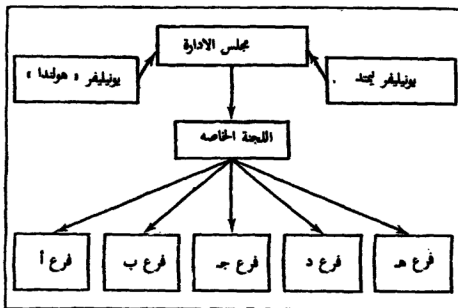 مجلس الادارة
يونيليفر ليمتد
يونيليفر « هولندا »
اللجنة الخاصه
فرع أ
فرع ب
فرع جـ
فرع د
فرع هـ